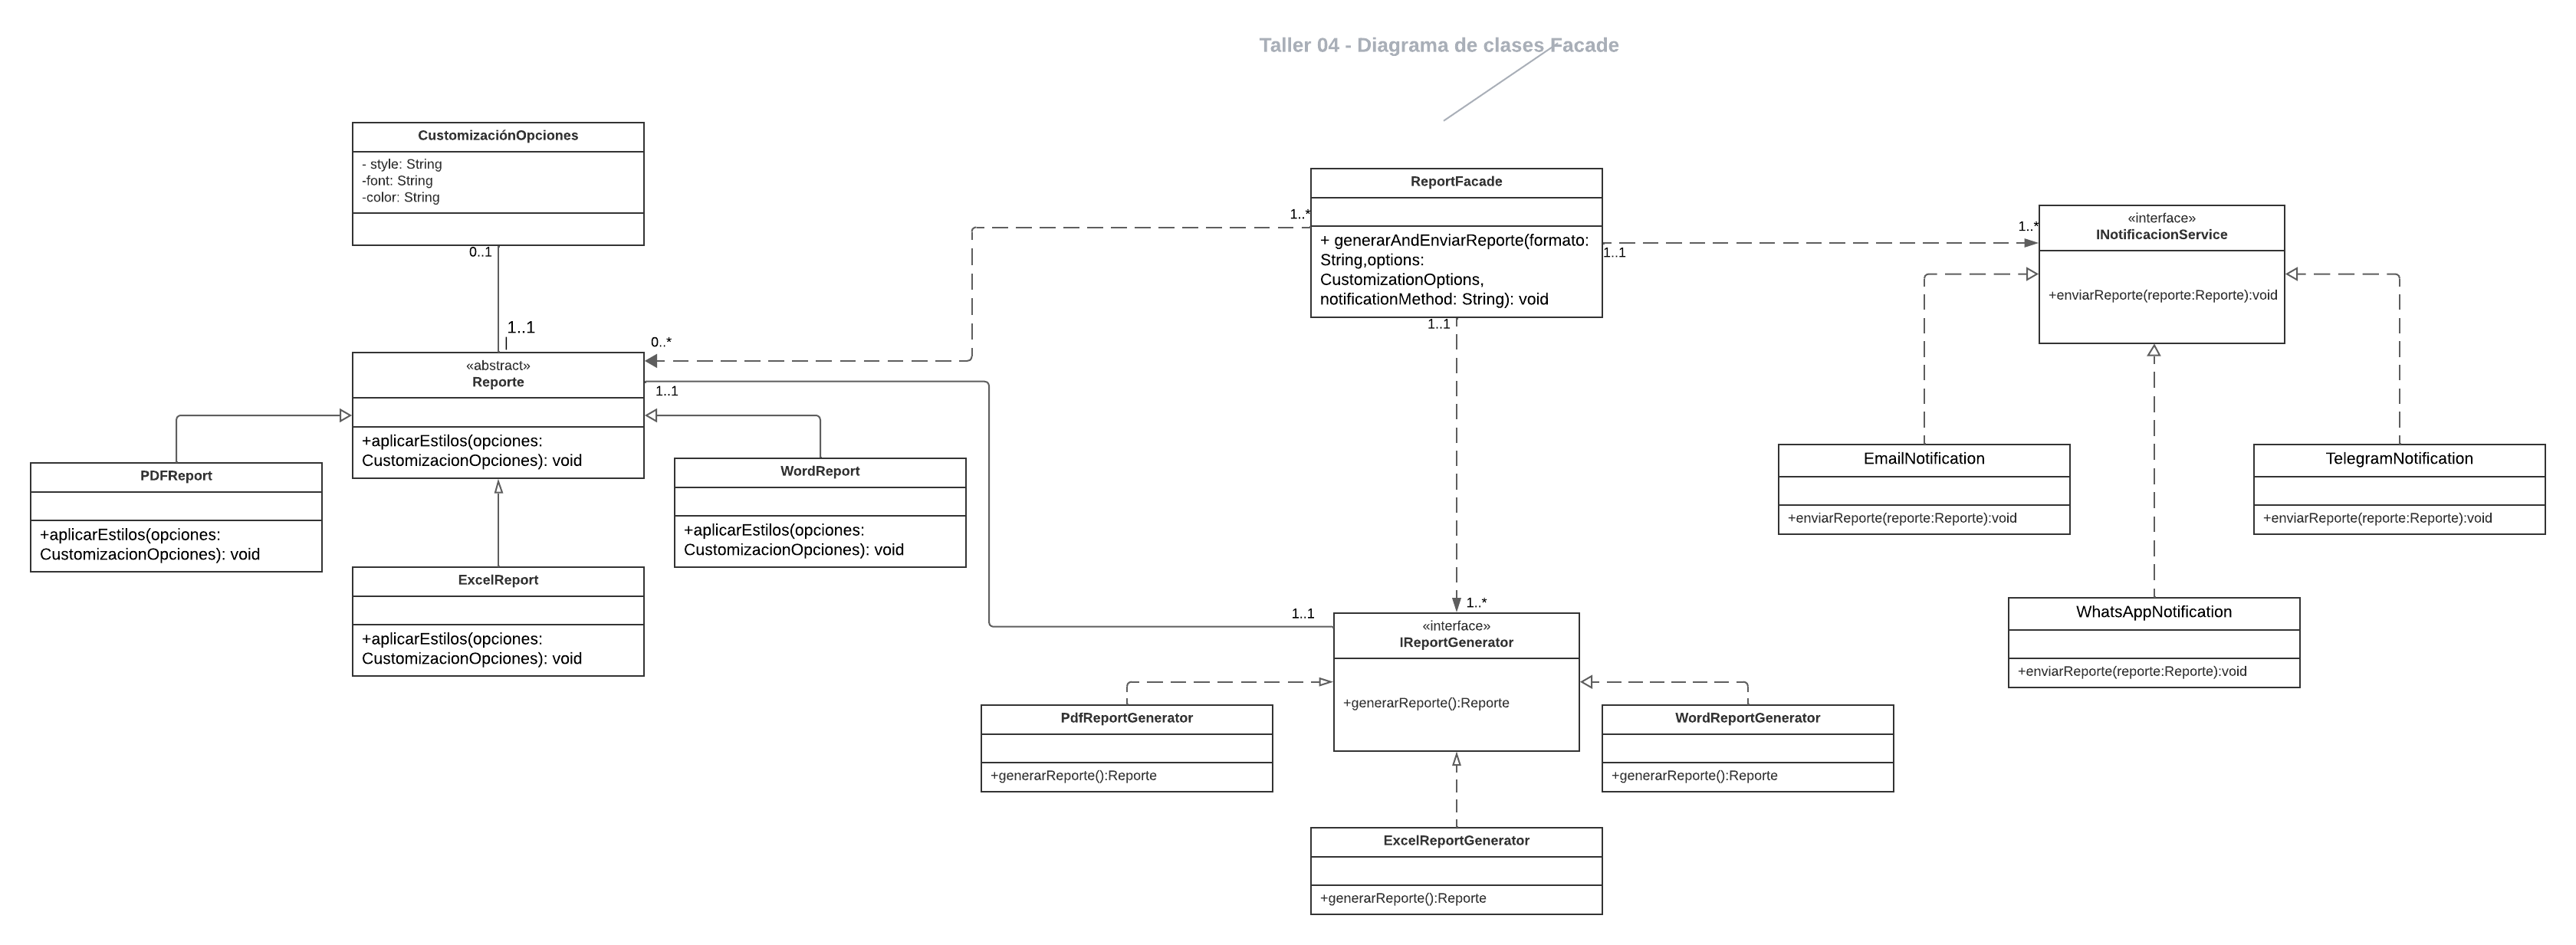 Taller 04 - Diagrama de clases Facade
CustomizaciónOpciones
- style: String
-font: String
-color: String
0..1
1..1
«abstract»
Reporte
+aplicarEstilos(opciones:
CustomizacionOpciones): void
0..*
1..1
PDFReport
+aplicarEstilos(opciones:
CustomizacionOpciones): void
WordReport
+aplicarEstilos(opciones:
CustomizacionOpciones): void
ExcelReport
+aplicarEstilos(opciones:
CustomizacionOpciones): void
ReportFacade
+ generarAndEnviarReporte(formato:
String,options:
CustomizationOptions,
notificationMethod: String): void
1..*
1..1
1..1
1..*
1..1
«interface»
IReportGenerator
+generarReporte():Reporte
PdfReportGenerator
+generarReporte():Reporte
WordReportGenerator
+generarReporte():Reporte
ExcelReportGenerator
+generarReporte():Reporte
1..*
«interface»
INotificacionService
+enviarReporte(reporte:Reporte):void
EmailNotification
+enviarReporte(reporte:Reporte):void
TelegramNotification
+enviarReporte(reporte:Reporte):void
WhatsAppNotification
+enviarReporte(reporte:Reporte):void